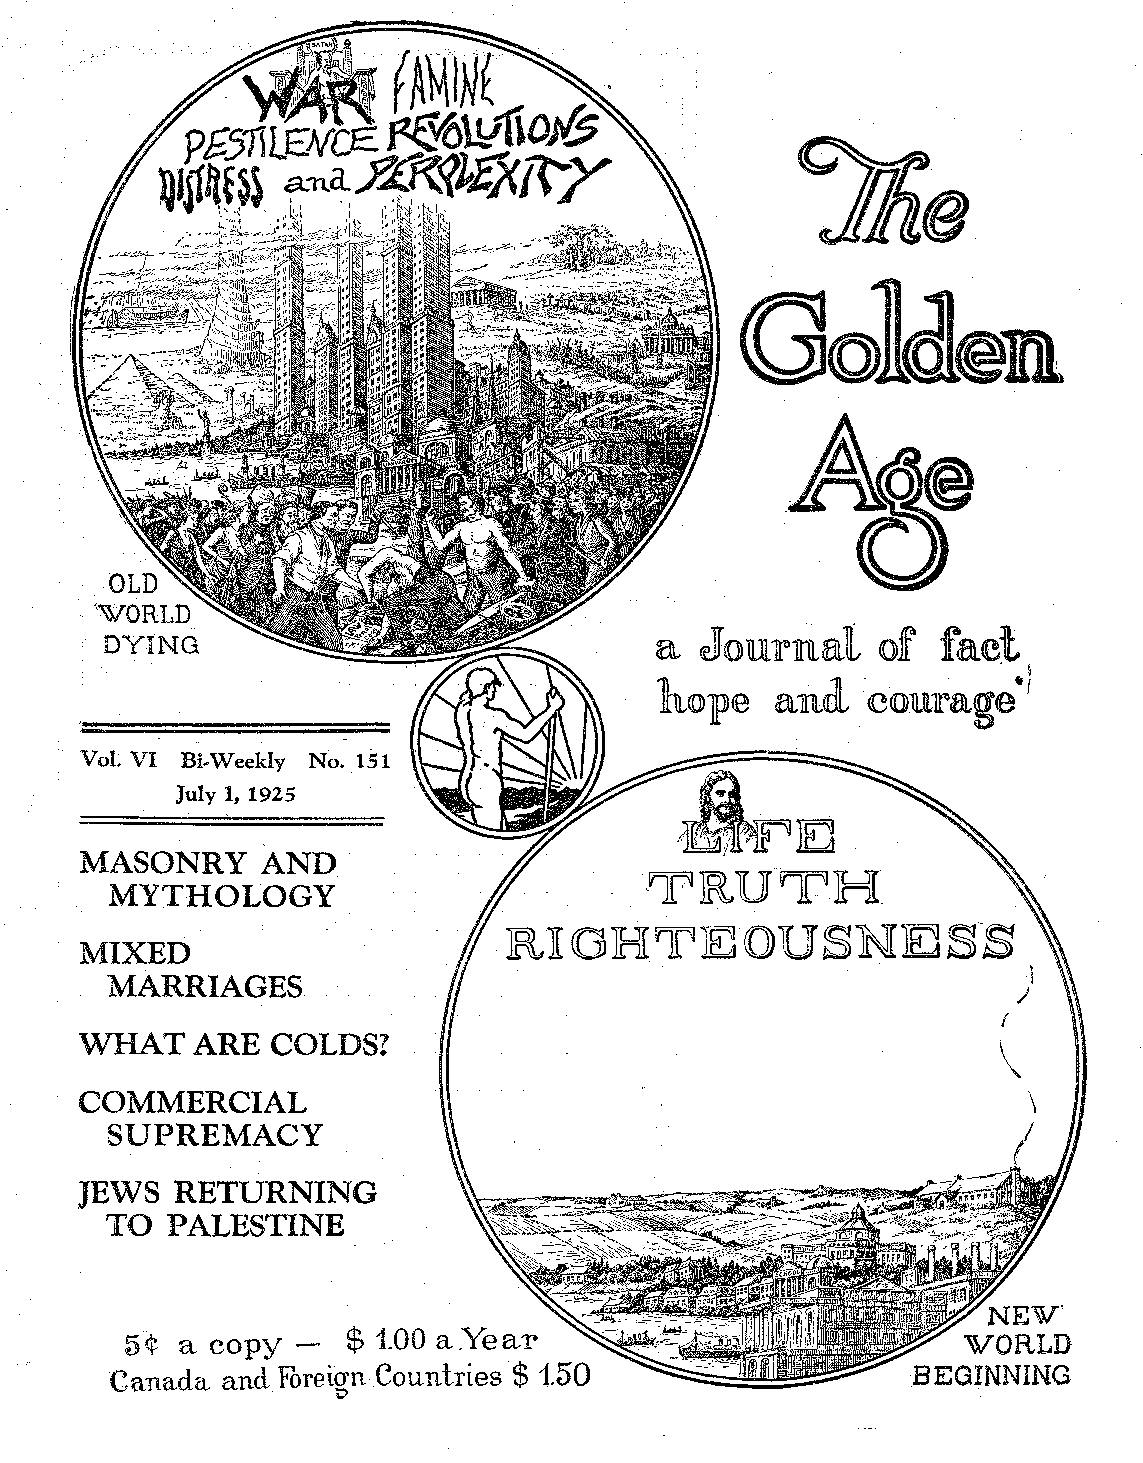 SATAN
WAR FAMINE
PESTILENCE REVOLUTIONS
DISTRESS and PERPLEXITY
The
Golden
Age
OLD
WORLD
DYING
a Journal of fact
hope and courage
Vol. VI Bi-Weekly No. 151
July 1, 1925
MASONRY AND
MYTHOLOGY
MIXED
MARRIAGES
WHAT ARE COLDS?
COMMERCIAL
SUPREMACY
JEWS RETURNING
TO PALESTINE
LIFE
TRUTH
RIGHTEOUSNESS
5¢ a copy — $ 1.00 a Year
Canada and Foreign Countries $ 1.50
NEW
WORLD
BEGINNING